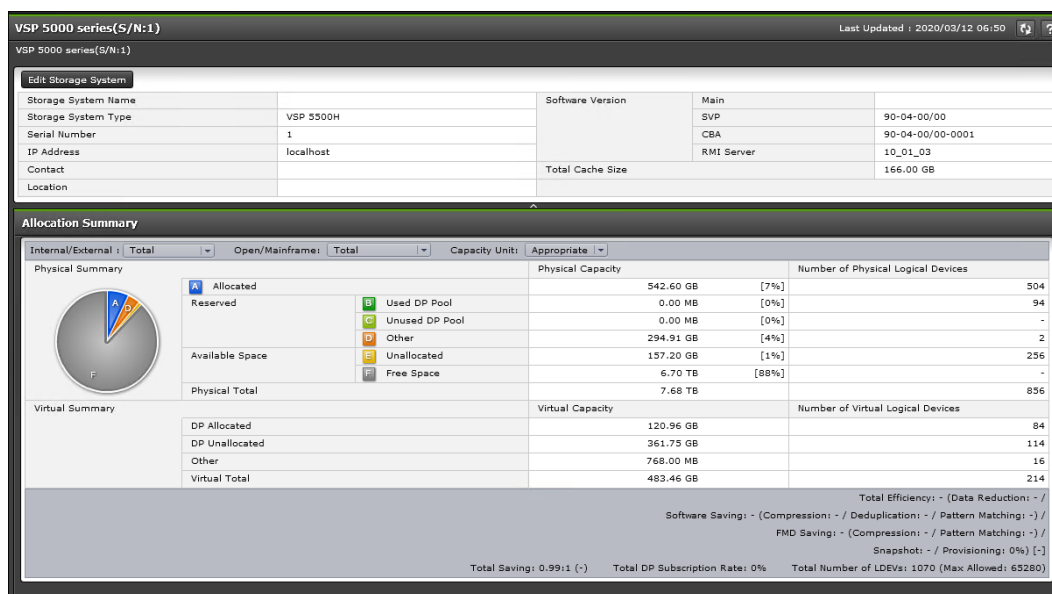 VSP 5000 series(S/N:1) Last Updated : 2020/03/12 06:50 ?
VSP 5000 series(S/N:1)
Edit Storage System
Storage System Name Software Version Main
Storage System Type VSP 5500H SVP 90-04-00/00
Serial Number 1 CBA 90-04-00/00-0001
IP Address localhost RMI Server 10_01_03
Contact Total Cache Size 166.00 GB
Location
Allocation Summary
Internal/External : Total Open/Mainframe: Total Capacity Unit: Appropriate
Physical Summary Physical Capacity Number of Physical Logical Devices
A Allocated 542.60 GB [7%] 504
Reserved B Used DP Pool 0.00 MB [0%] 94
C Unused DP Pool 0.00 MB [0%] -
D Other 294.91 GB [4%] 2
Available Space E Unallocated 157.20 GB [1%] 256
F Free Space 6.70 TB [88%] -
Physical Total 7.68 TB 856
A D F
Virtual Summary Virtual Capacity Number of Virtual Logical Devices
DP Allocated 120.96 GB 84
DP Unallocated 361.75 GB 114
Other 768.00 MB 16
Virtual Total 483.46 GB 214
Total Efficiency: - (Data Reduction: - /
Software Saving: - (Compression: - / Deduplication: - / Pattern Matching: -) /
FMD Saving: - (Compression: - / Pattern Matching: -) /
Snapshot: - / Provisioning: 0%) [-]
Total Saving: 0.99:1 (-) Total DP Subscription Rate: 0% Total Number of LDEVs: 1070 (Max Allowed: 65280)